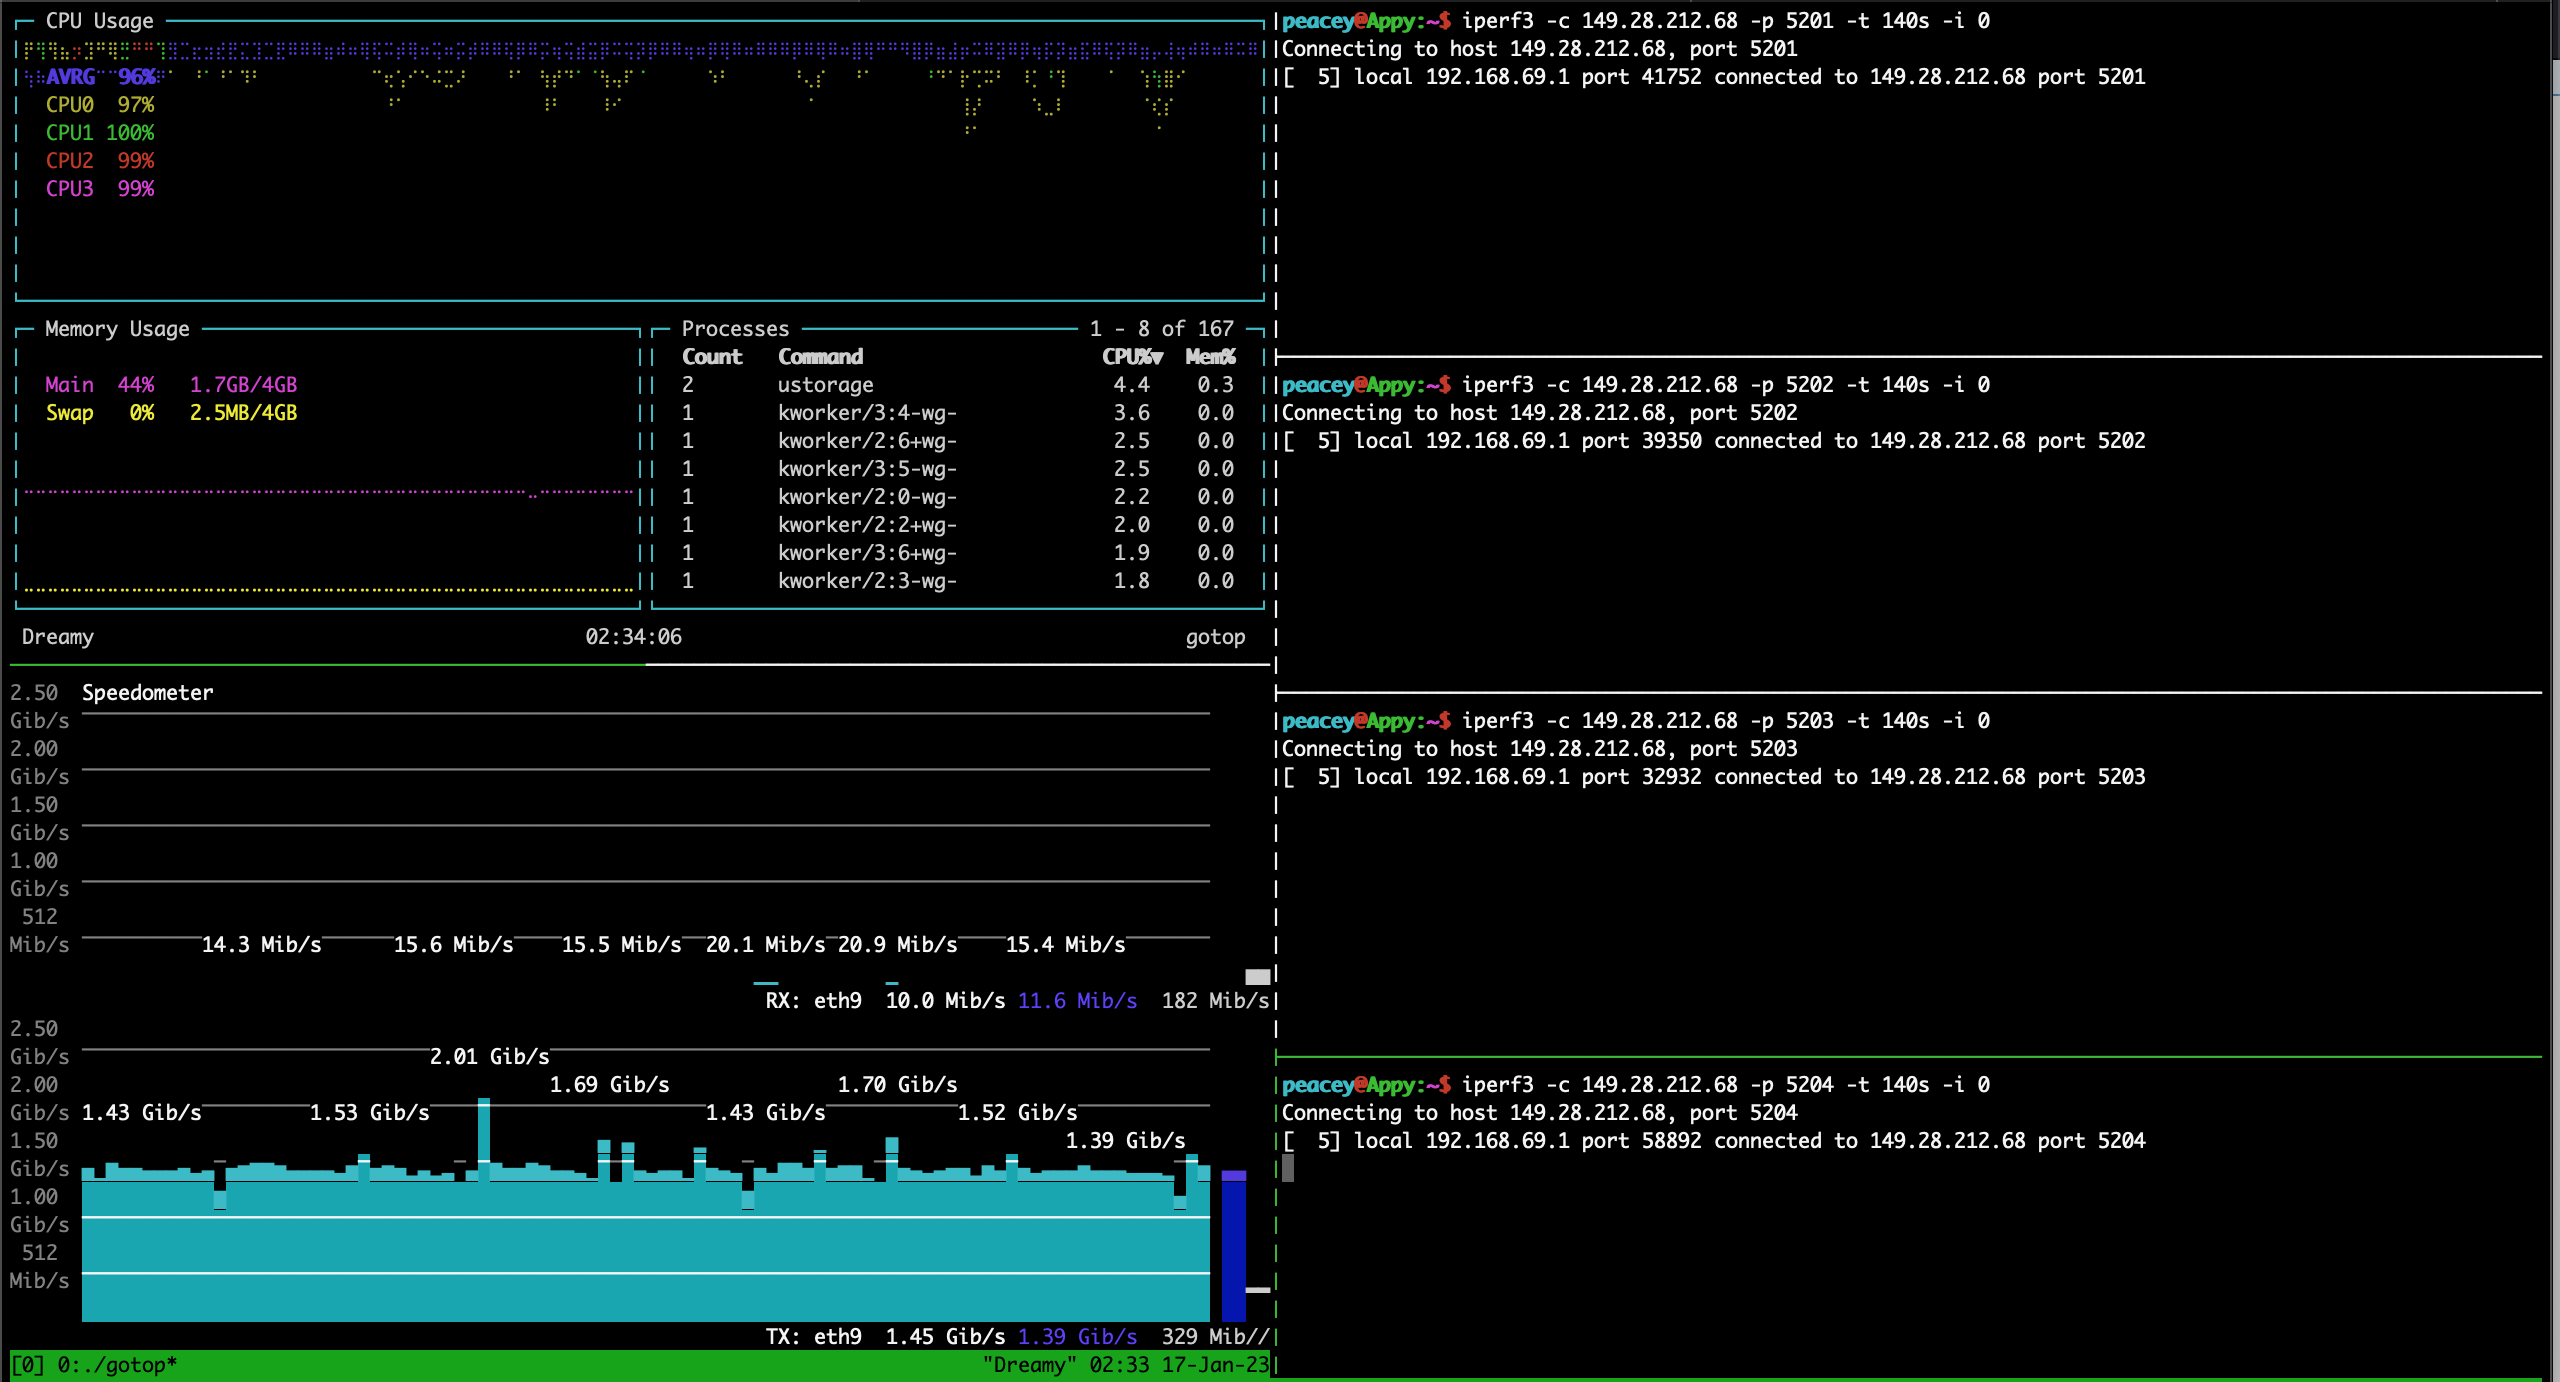 CPU Usage
AVRG 96%
CPU0 97%
CPU1 100%
CPU2 99%
CPU3 99%
Memory Usage
Main 44% 1.7GB/4GB
Swap 0% 2.5MB/4GB
Processes 1 - 8 of 167
Count Command CPU%▼ Mem%
2 ustorage 4.4 0.3
1 kworker/3:4-wg- 3.6 0.0
1 kworker/2:6+wg- 2.5 0.0
1 kworker/3:5-wg- 2.5 0.0
1 kworker/2:0-wg- 2.2 0.0
1 kworker/2:2+wg- 2.0 0.0
1 kworker/3:6+wg- 1.9 0.0
1 kworker/2:3-wg- 1.8 0.0
Dreamy 02:34:06 gotop
2.50 Speedometer
Gib/s
2.00
Gib/s
1.50
Gib/s
1.00
Gib/s
512
Mib/s 14.3 Mib/s 15.6 Mib/s 15.5 Mib/s 20.1 Mib/s 20.9 Mib/s 15.4 Mib/s
RX: eth9 10.0 Mib/s 11.6 Mib/s 182 Mib/s
2.50
Gib/s 2.01 Gib/s
2.00 1.69 Gib/s 1.70 Gib/s
Gib/s 1.43 Gib/s 1.53 Gib/s 1.43 Gib/s 1.52 Gib/s
1.50 1.39 Gib/s
Gib/s
1.00
Gib/s
512
Mib/s
TX: eth9 1.45 Gib/s 1.39 Gib/s 329 Mib//
[0] 0:./gotop* "Dreamy" 02:33 17-Jan-23
peacey@Appy:~$ iperf3 -c 149.28.212.68 -p 5201 -t 140s -i 0
Connecting to host 149.28.212.68, port 5201
[  5] local 192.168.69.1 port 41752 connected to 149.28.212.68 port 5201
peacey@Appy:~$ iperf3 -c 149.28.212.68 -p 5202 -t 140s -i 0
Connecting to host 149.28.212.68, port 5202
[  5] local 192.168.69.1 port 39350 connected to 149.28.212.68 port 5202
peacey@Appy:~$ iperf3 -c 149.28.212.68 -p 5203 -t 140s -i 0
Connecting to host 149.28.212.68, port 5203
[  5] local 192.168.69.1 port 32932 connected to 149.28.212.68 port 5203
peacey@Appy:~$ iperf3 -c 149.28.212.68 -p 5204 -t 140s -i 0
Connecting to host 149.28.212.68, port 5204
[  5] local 192.168.69.1 port 58892 connected to 149.28.212.68 port 5204